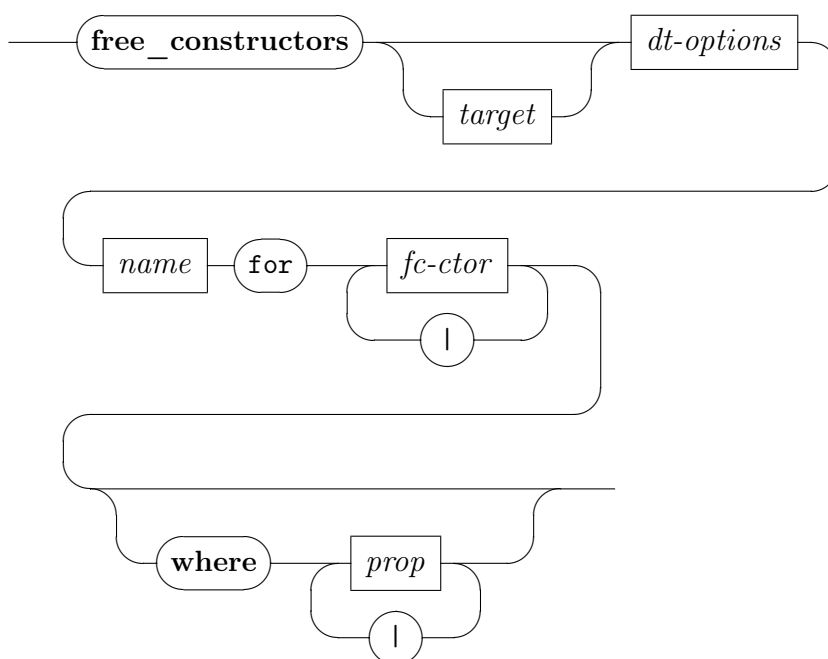 free_constructors dt-options
target
name for fc-ctor
|
where prop
|